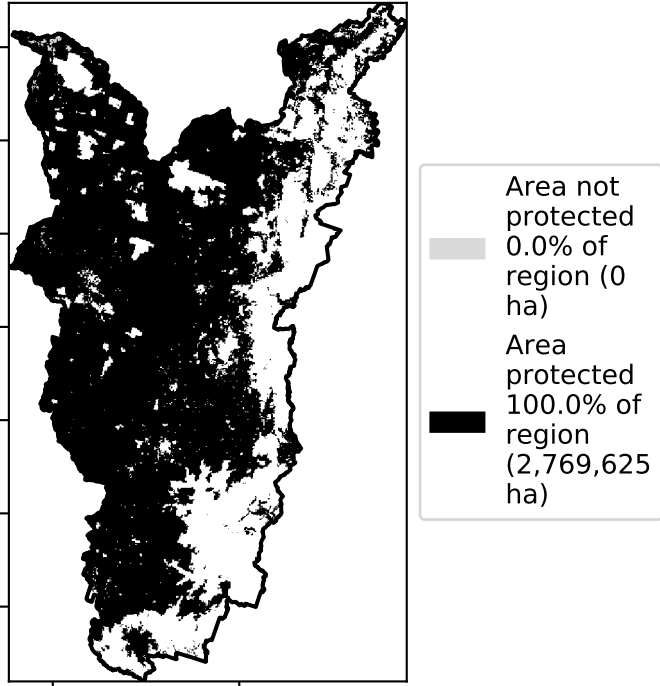 Area not
protected
0.0% of
region (0
ha)
Area
protected
100.0% of
region
(2,769,625
ha)